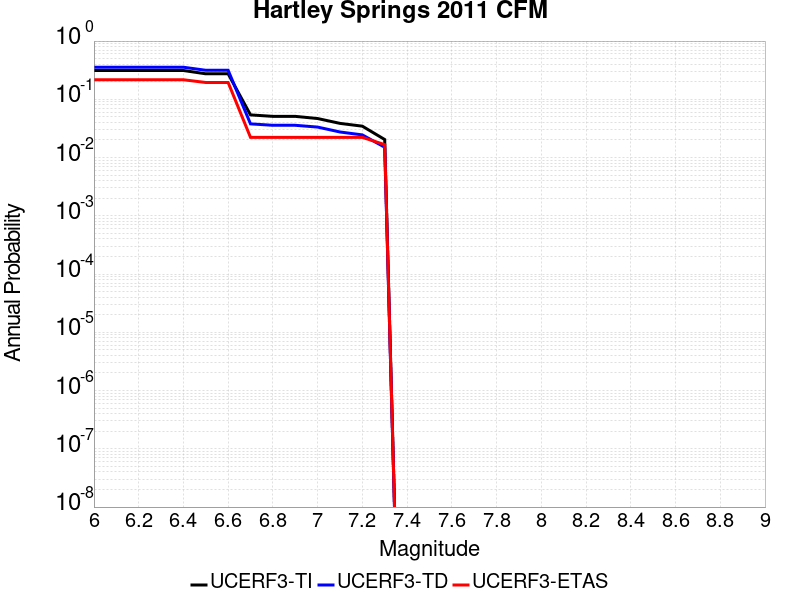 Hartley Springs 2011 CFM
Annual Probability
10^0
10^-1
10^-2
10^-3
10^-4
10^-5
10^-6
10^-7
10^-8
6 6.2 6.4 6.6 6.8 7 7.2 7.4 7.6 7.8 8 8.2 8.4 8.6 8.8 9
Magnitude
UCERF3-TI UCERF3-TD UCERF3-ETAS